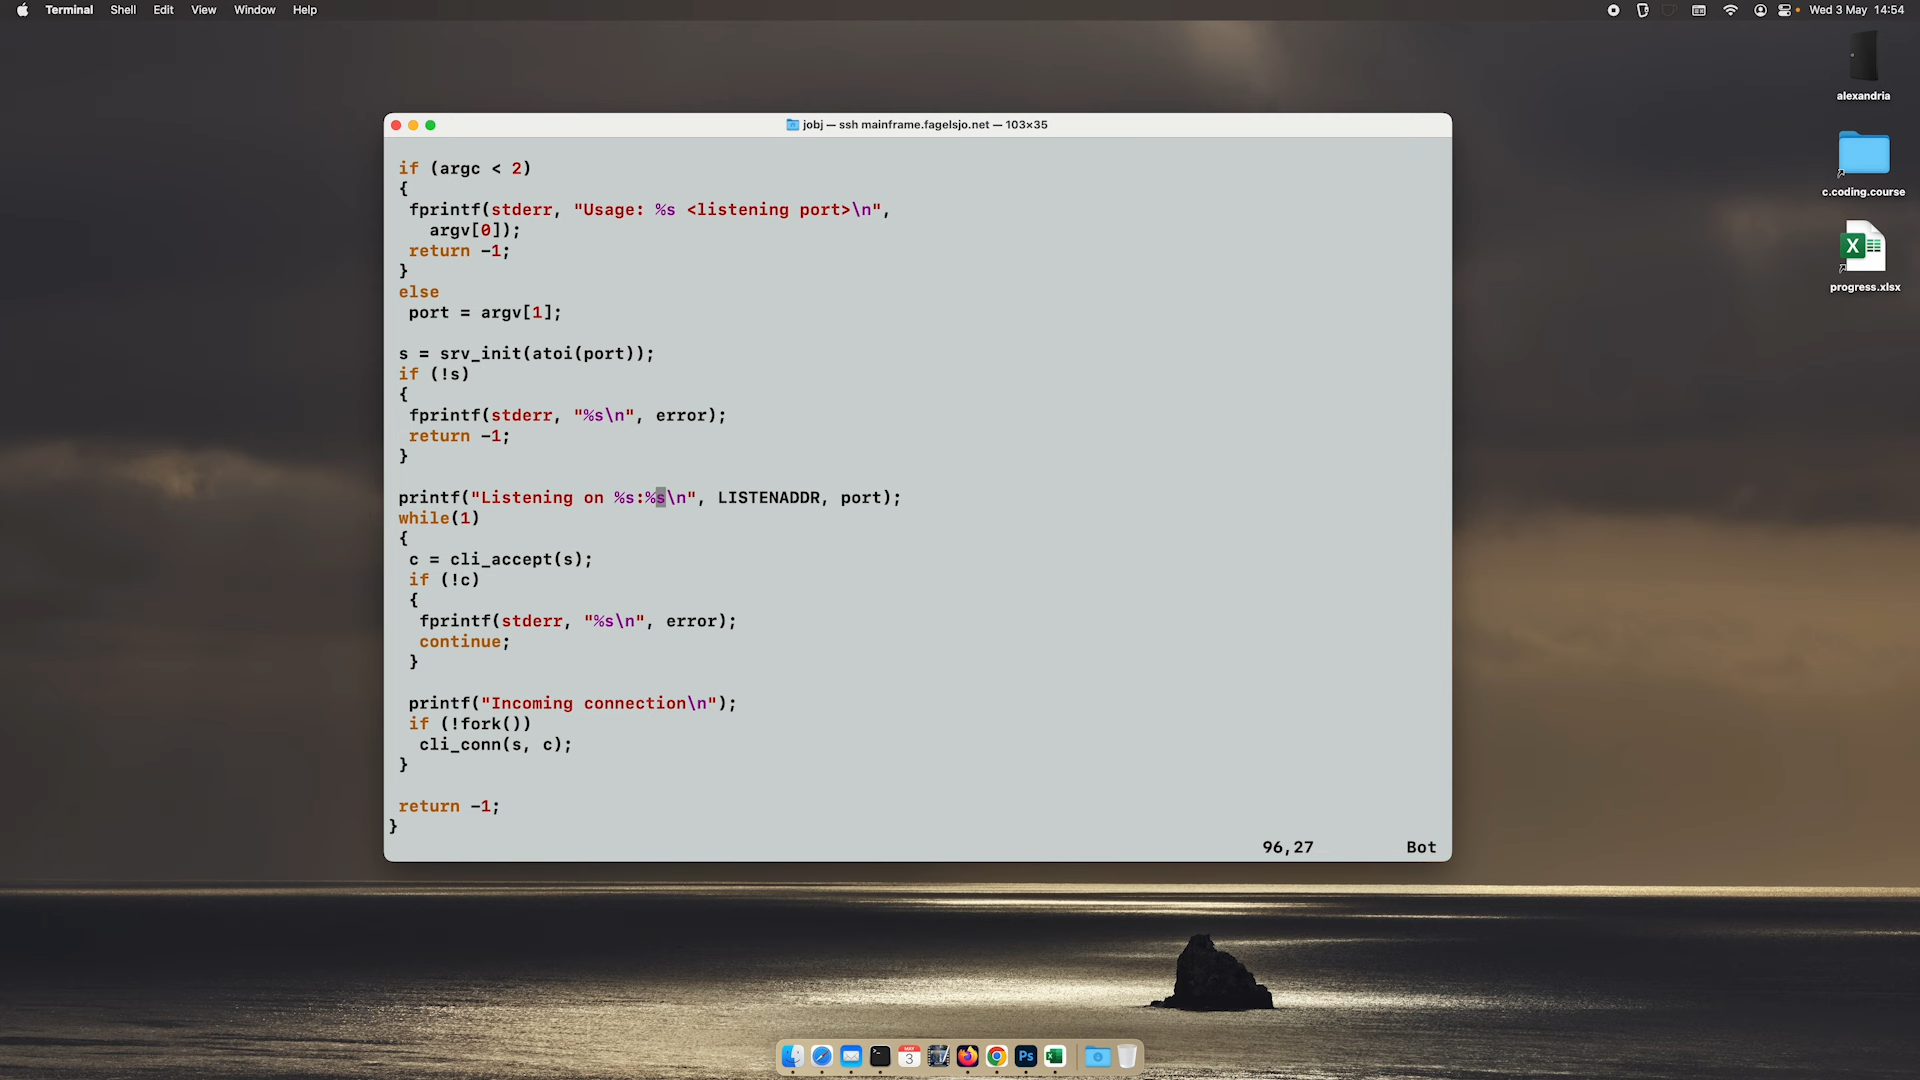 Terminal Shell Edit View Window Help Wed 3 May 14:54
alexandria
c.coding.course
progress.xlsx
jobj — ssh mainframe.fagelsjo.net — 103×35
if (argc < 2)
{
fprintf(stderr, "Usage: %s <listening port>\n",
argv[0]);
return -1;
}
else
port = argv[1];
s = srv_init(atoi(port));
if (!s)
{
fprintf(stderr, "%s\n", error);
return -1;
}
printf("Listening on %s:%s\n", LISTENADDR, port);
while(1)
{
c = cli_accept(s);
if (!c)
{
fprintf(stderr, "%s\n", error);
continue;
}
printf("Incoming connection\n");
if (!fork())
cli_conn(s, c);
}
return -1;
}
96,27 Bot
MAY
3
Ps
X
X